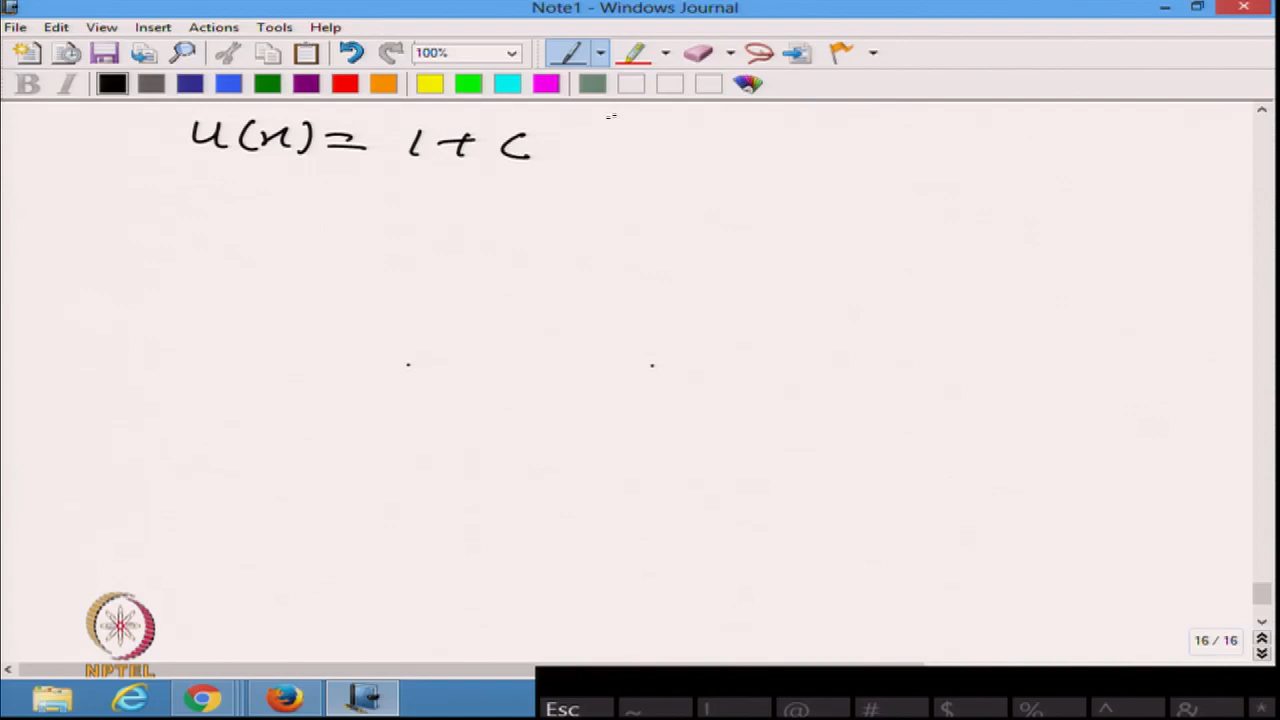 Note1 - Windows Journal
File Edit View Insert Actions Tools Help
100%
B I
u(x) = 1 + c
16 / 16
NPTEL
Esc ~ ! @ # $ % ^ & *